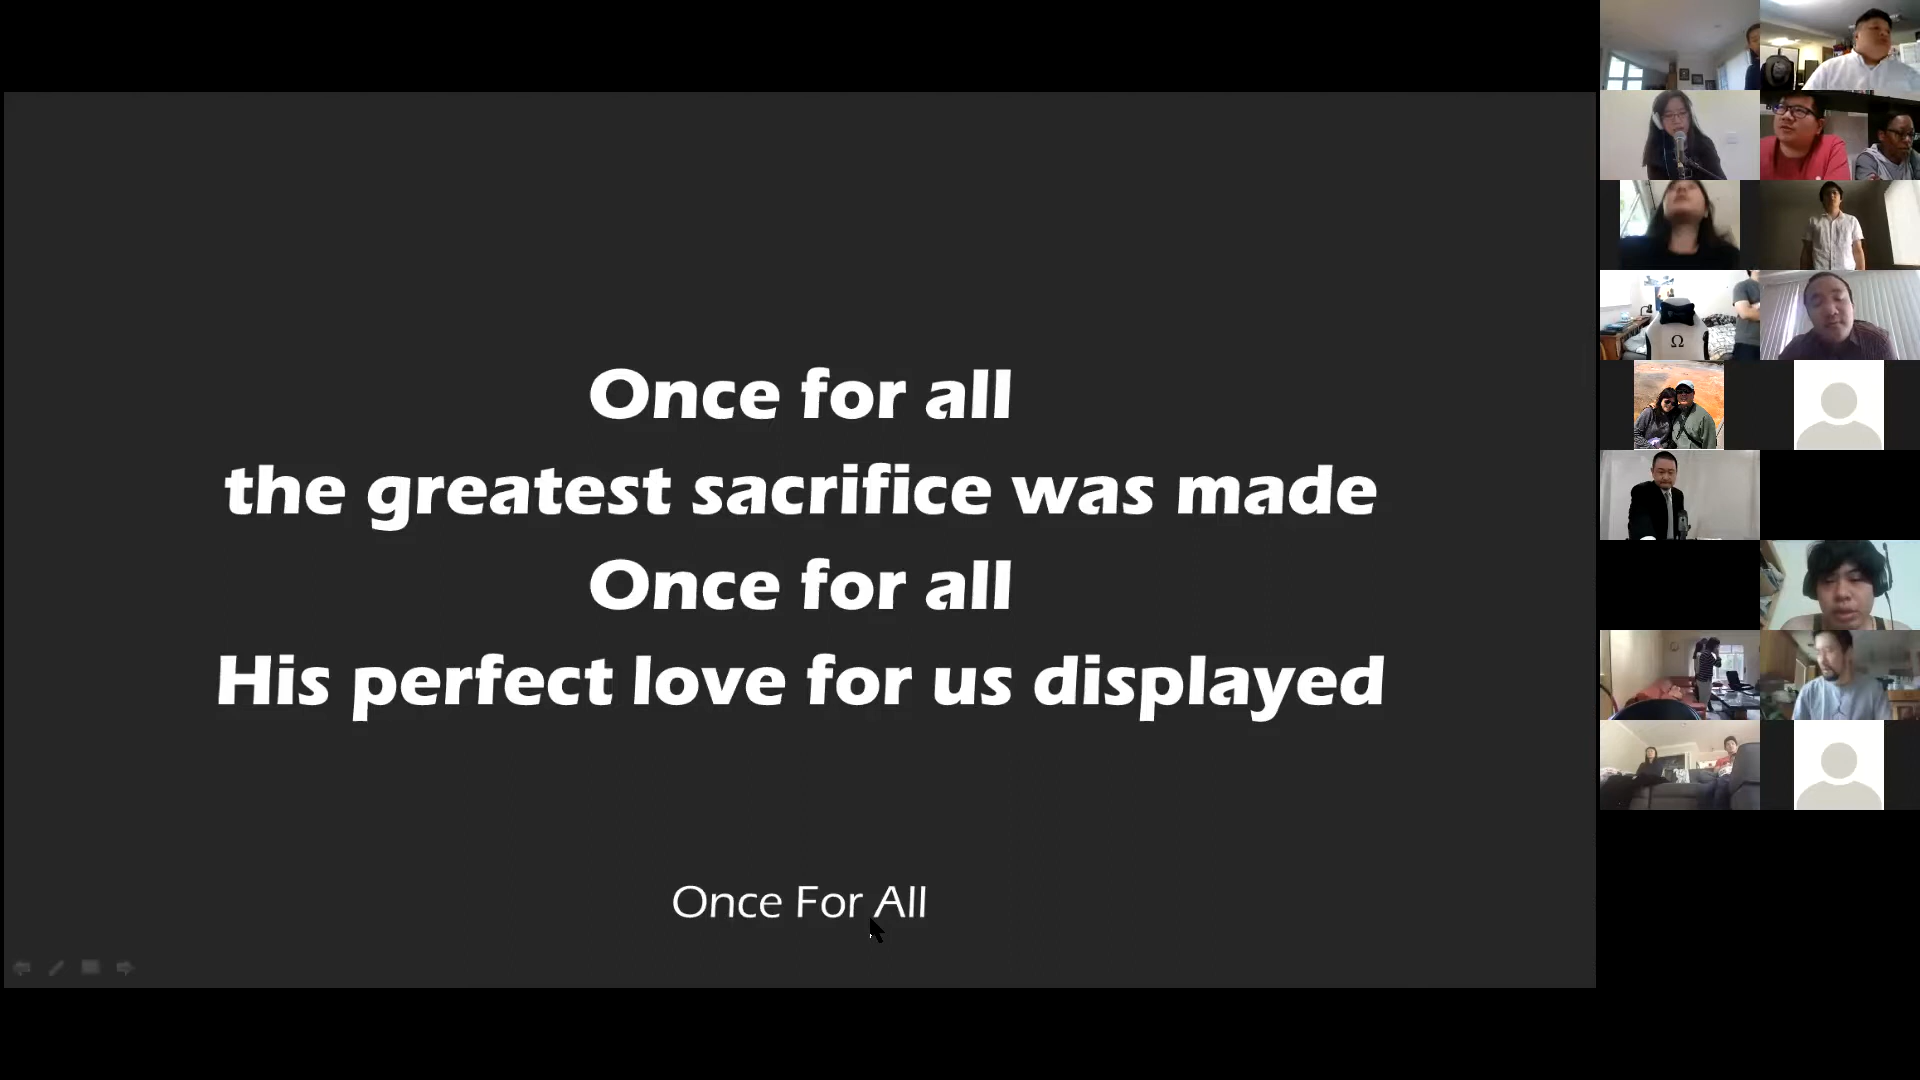 Once for all
the greatest sacrifice was made
Once for all
His perfect love for us displayed
Once For All
Ω